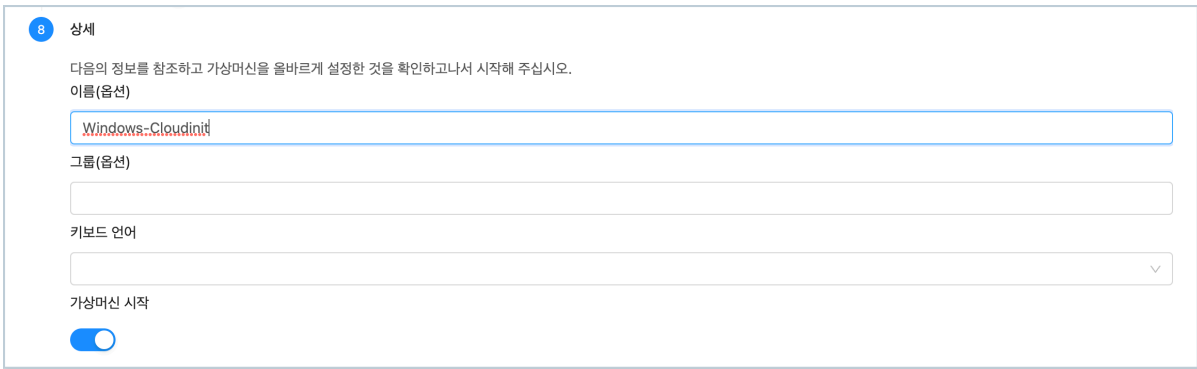 8 상세
다음의 정보를 참조하고 가상머신을 올바르게 설정한 것을 확인하고나서 시작해 주십시오.
이름(옵션)
Windows-Cloudinit
그룹(옵션)
키보드 언어
가상머신 시작